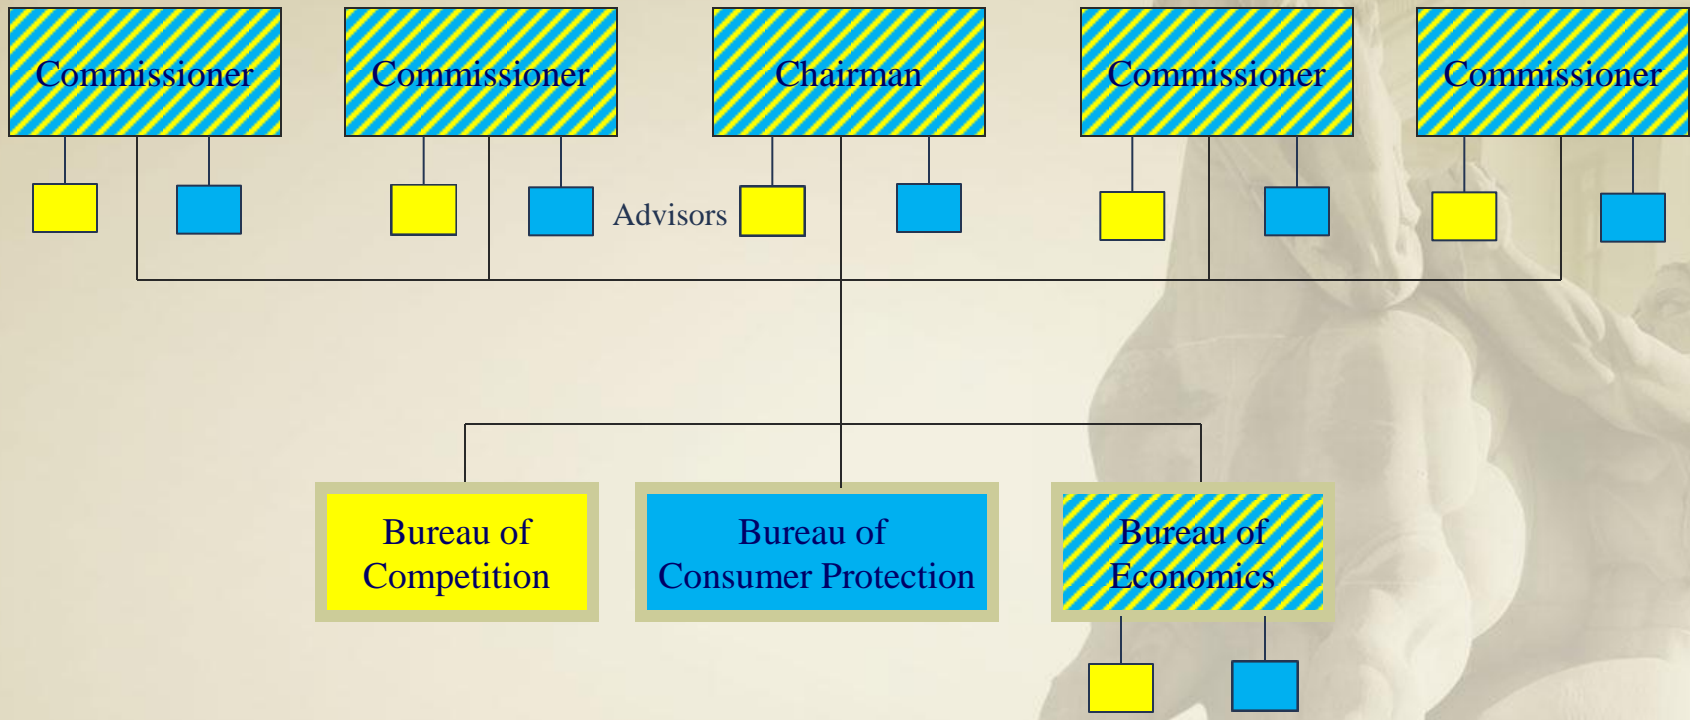 Commissioner
Commissioner
Chairman
Commissioner
Commissioner
Advisors
Bureau of
Competition
Bureau of
Consumer Protection
Bureau of
Economics